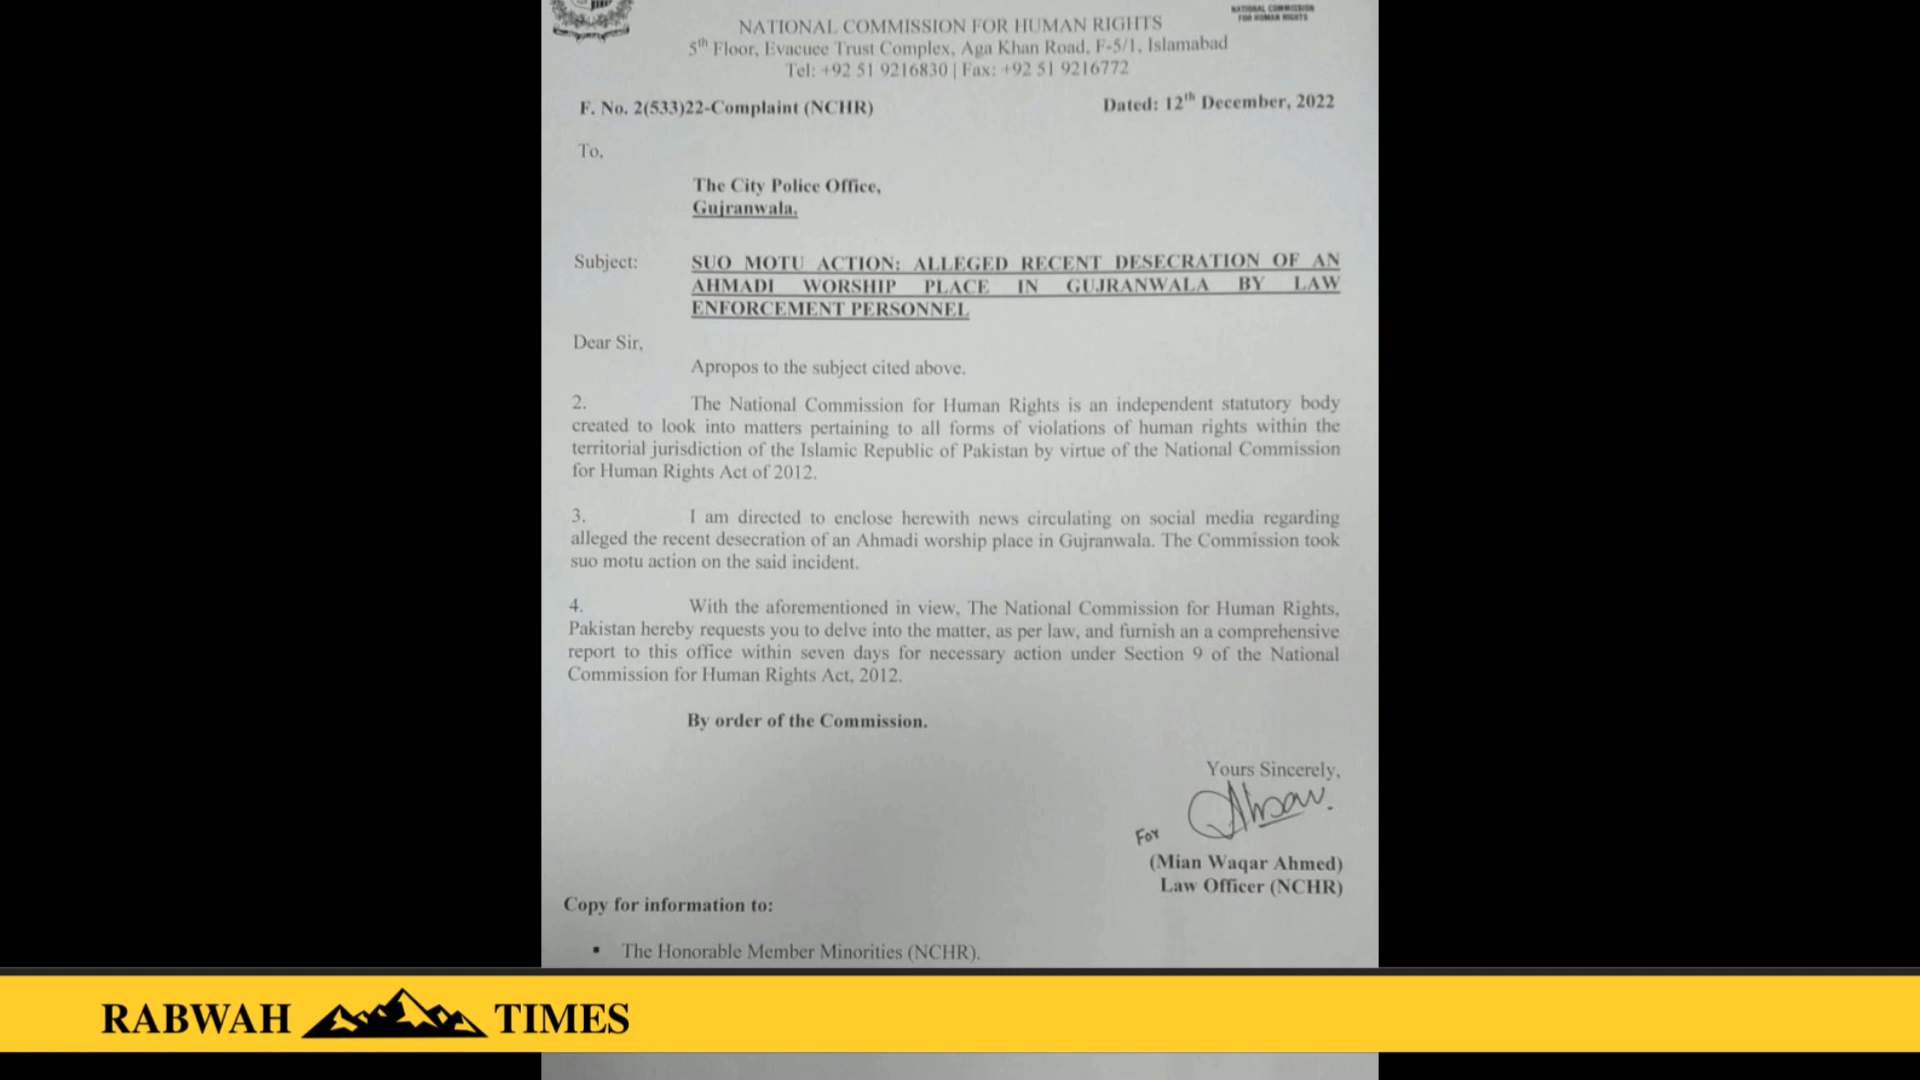 NATIONAL COMMISSION
FOR HUMAN RIGHTS
NATIONAL COMMISSION FOR HUMAN RIGHTS
5th Floor, Evacuee Trust Complex, Aga Khan Road, F-5/1, Islamabad
Tel: +92 51 9216830 | Fax: +92 51 9216772
F. No. 2(533)22-Complaint (NCHR)
Dated: 12th December, 2022
To,
The City Police Office,
Gujranwala.
Subject: SUO MOTU ACTION: ALLEGED RECENT DESECRATION OF AN
AHMADI WORSHIP PLACE IN GUJRANWALA BY LAW
ENFORCEMENT PERSONNEL
Dear Sir,
Apropos to the subject cited above.
2. The National Commission for Human Rights is an independent statutory body
created to look into matters pertaining to all forms of violations of human rights within the
territorial jurisdiction of the Islamic Republic of Pakistan by virtue of the National Commission
for Human Rights Act of 2012.
3. I am directed to enclose herewith news circulating on social media regarding
alleged the recent desecration of an Ahmadi worship place in Gujranwala. The Commission took
suo motu action on the said incident.
4. With the aforementioned in view, The National Commission for Human Rights,
Pakistan hereby requests you to delve into the matter, as per law, and furnish an a comprehensive
report to this office within seven days for necessary action under Section 9 of the National
Commission for Human Rights Act, 2012.
By order of the Commission.
Yours Sincerely,
For
(Mian Waqar Ahmed)
Law Officer (NCHR)
Copy for information to:
▪ The Honorable Member Minorities (NCHR).
RABWAH TIMES